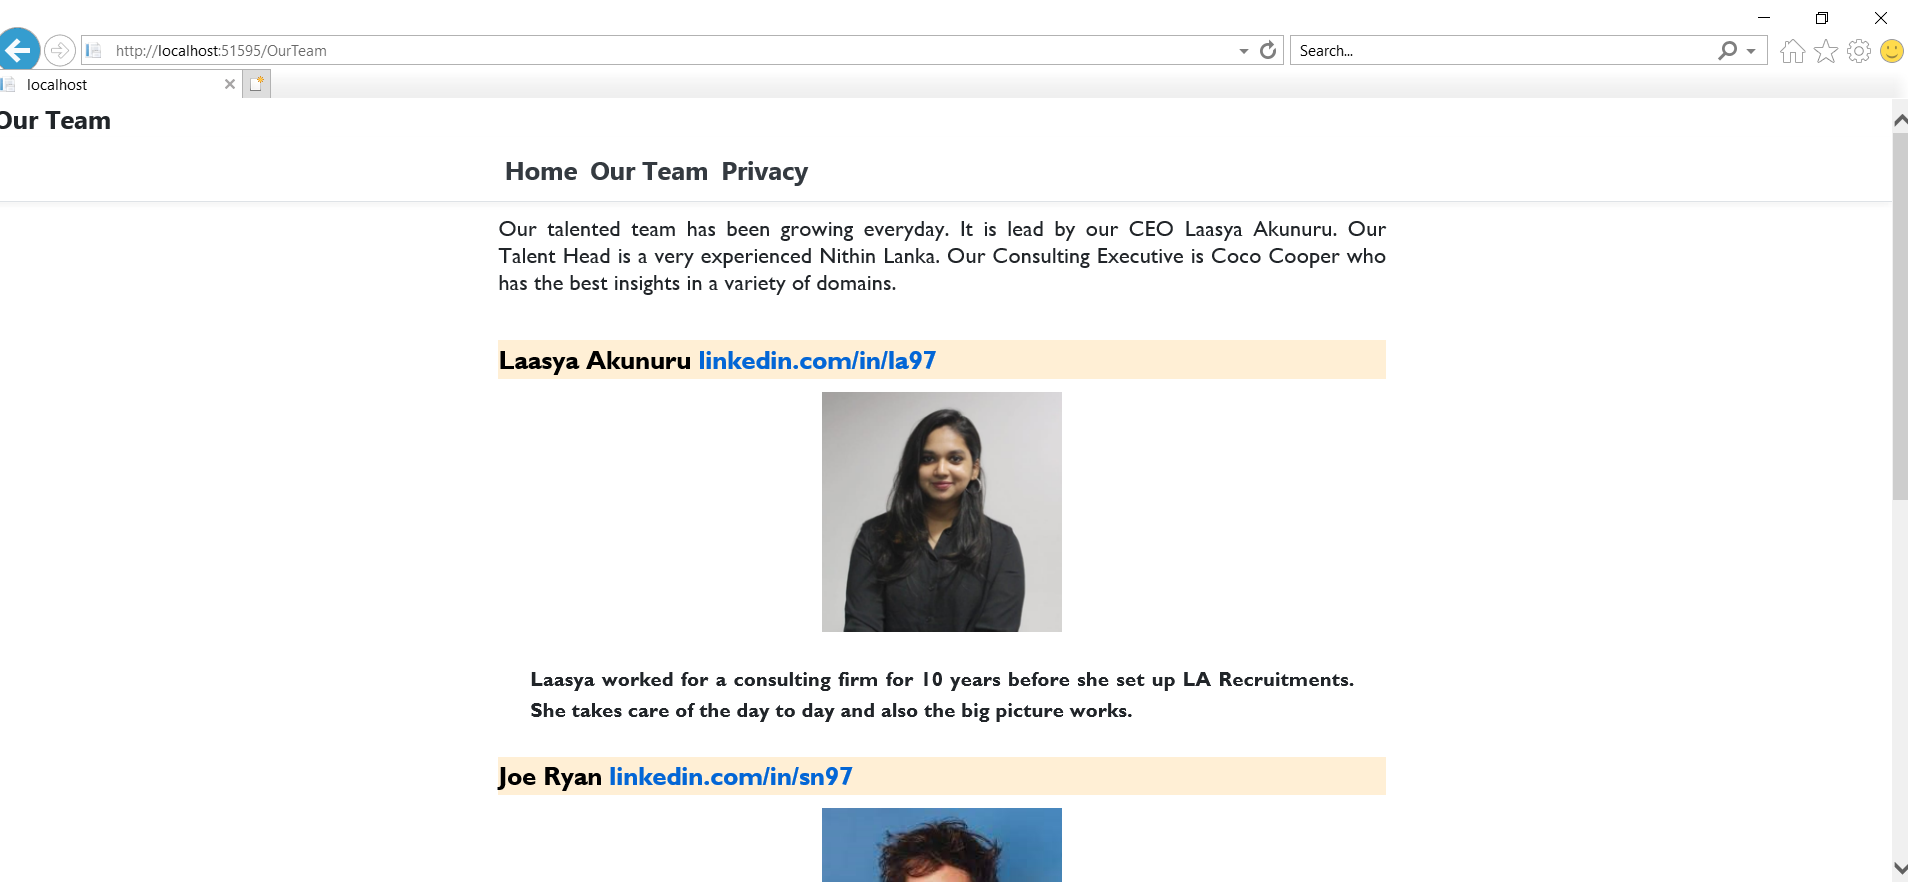 http://localhost:51595/OurTeam
Search...
localhost
Our Team
Home Our Team Privacy
Our talented team has been growing everyday. It is lead by our CEO Laasya Akunuru. Our
Talent Head is a very experienced Nithin Lanka. Our Consulting Executive is Coco Cooper who
has the best insights in a variety of domains.
Laasya Akunuru linkedin.com/in/la97
Laasya worked for a consulting firm for 10 years before she set up LA Recruitments.
She takes care of the day to day and also the big picture works.
Joe Ryan linkedin.com/in/sn97